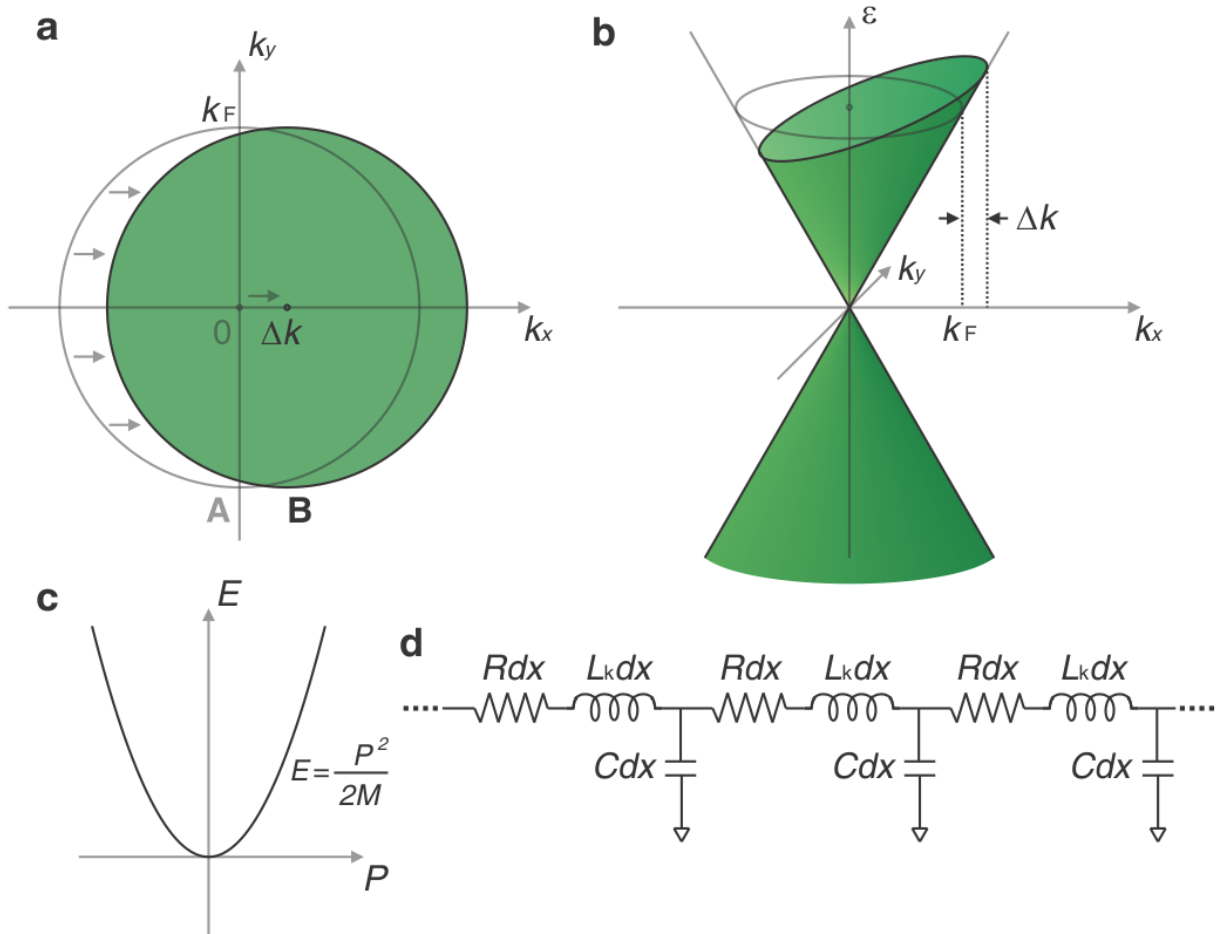 a
ky
kF
0
Δk
kx
A
B
b
ε
Δk
ky
kF
kx
c
E
E = P² / 2M
P
d
Rdx
Lkdx
Rdx
Lkdx
Rdx
Lkdx
Cdx
Cdx
Cdx